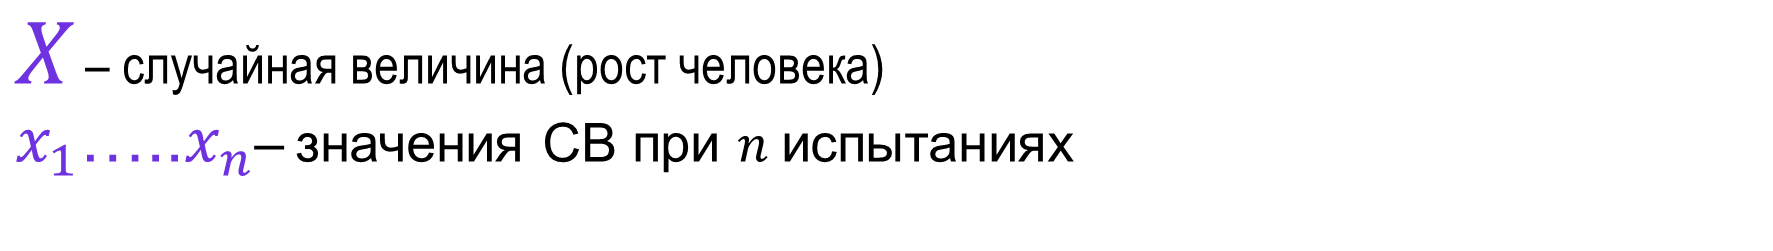 X – случайная величина (рост человека)
x₁.....xₙ– значения СВ при n испытаниях